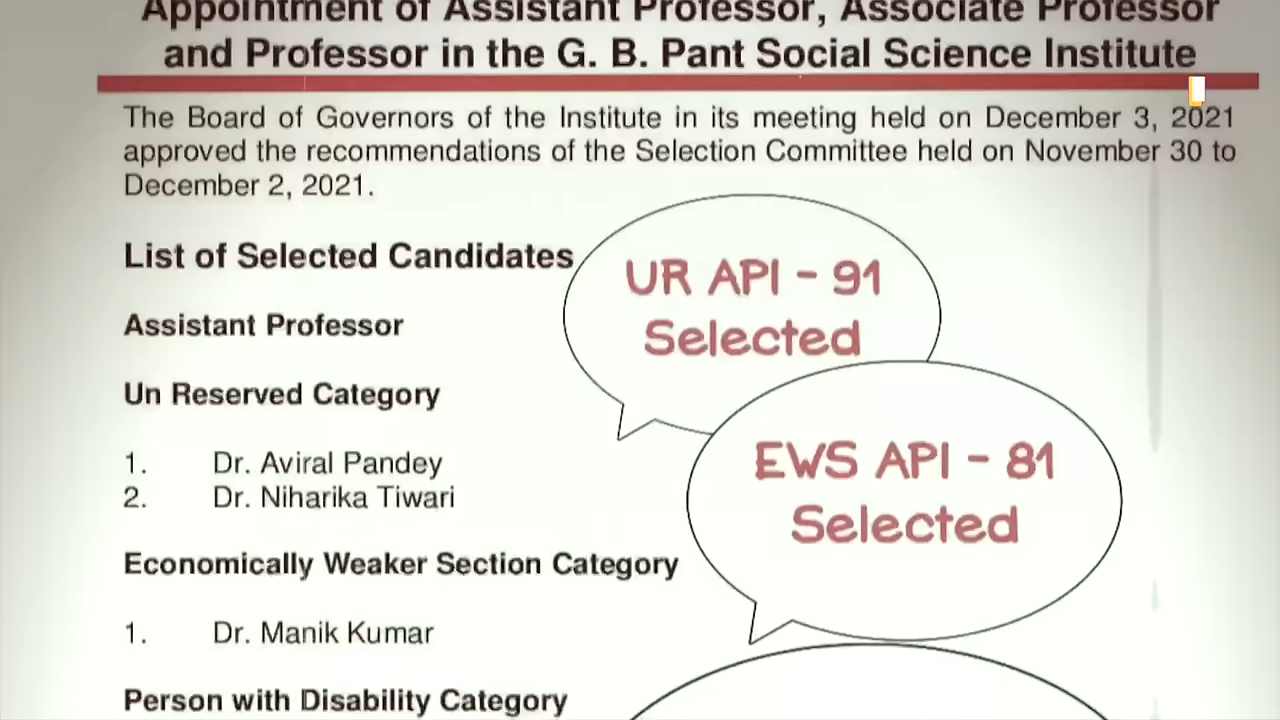 Appointment of Assistant Professor, Associate Professor
and Professor in the G. B. Pant Social Science Institute
The Board of Governors of the Institute in its meeting held on December 3, 2021
approved the recommendations of the Selection Committee held on November 30 to
December 2, 2021.
List of Selected Candidates
Assistant Professor
Un Reserved Category
1. Dr. Aviral Pandey
2. Dr. Niharika Tiwari
Economically Weaker Section Category
1. Dr. Manik Kumar
Person with Disability Category
UR API - 91
Selected
EWS API - 81
Selected